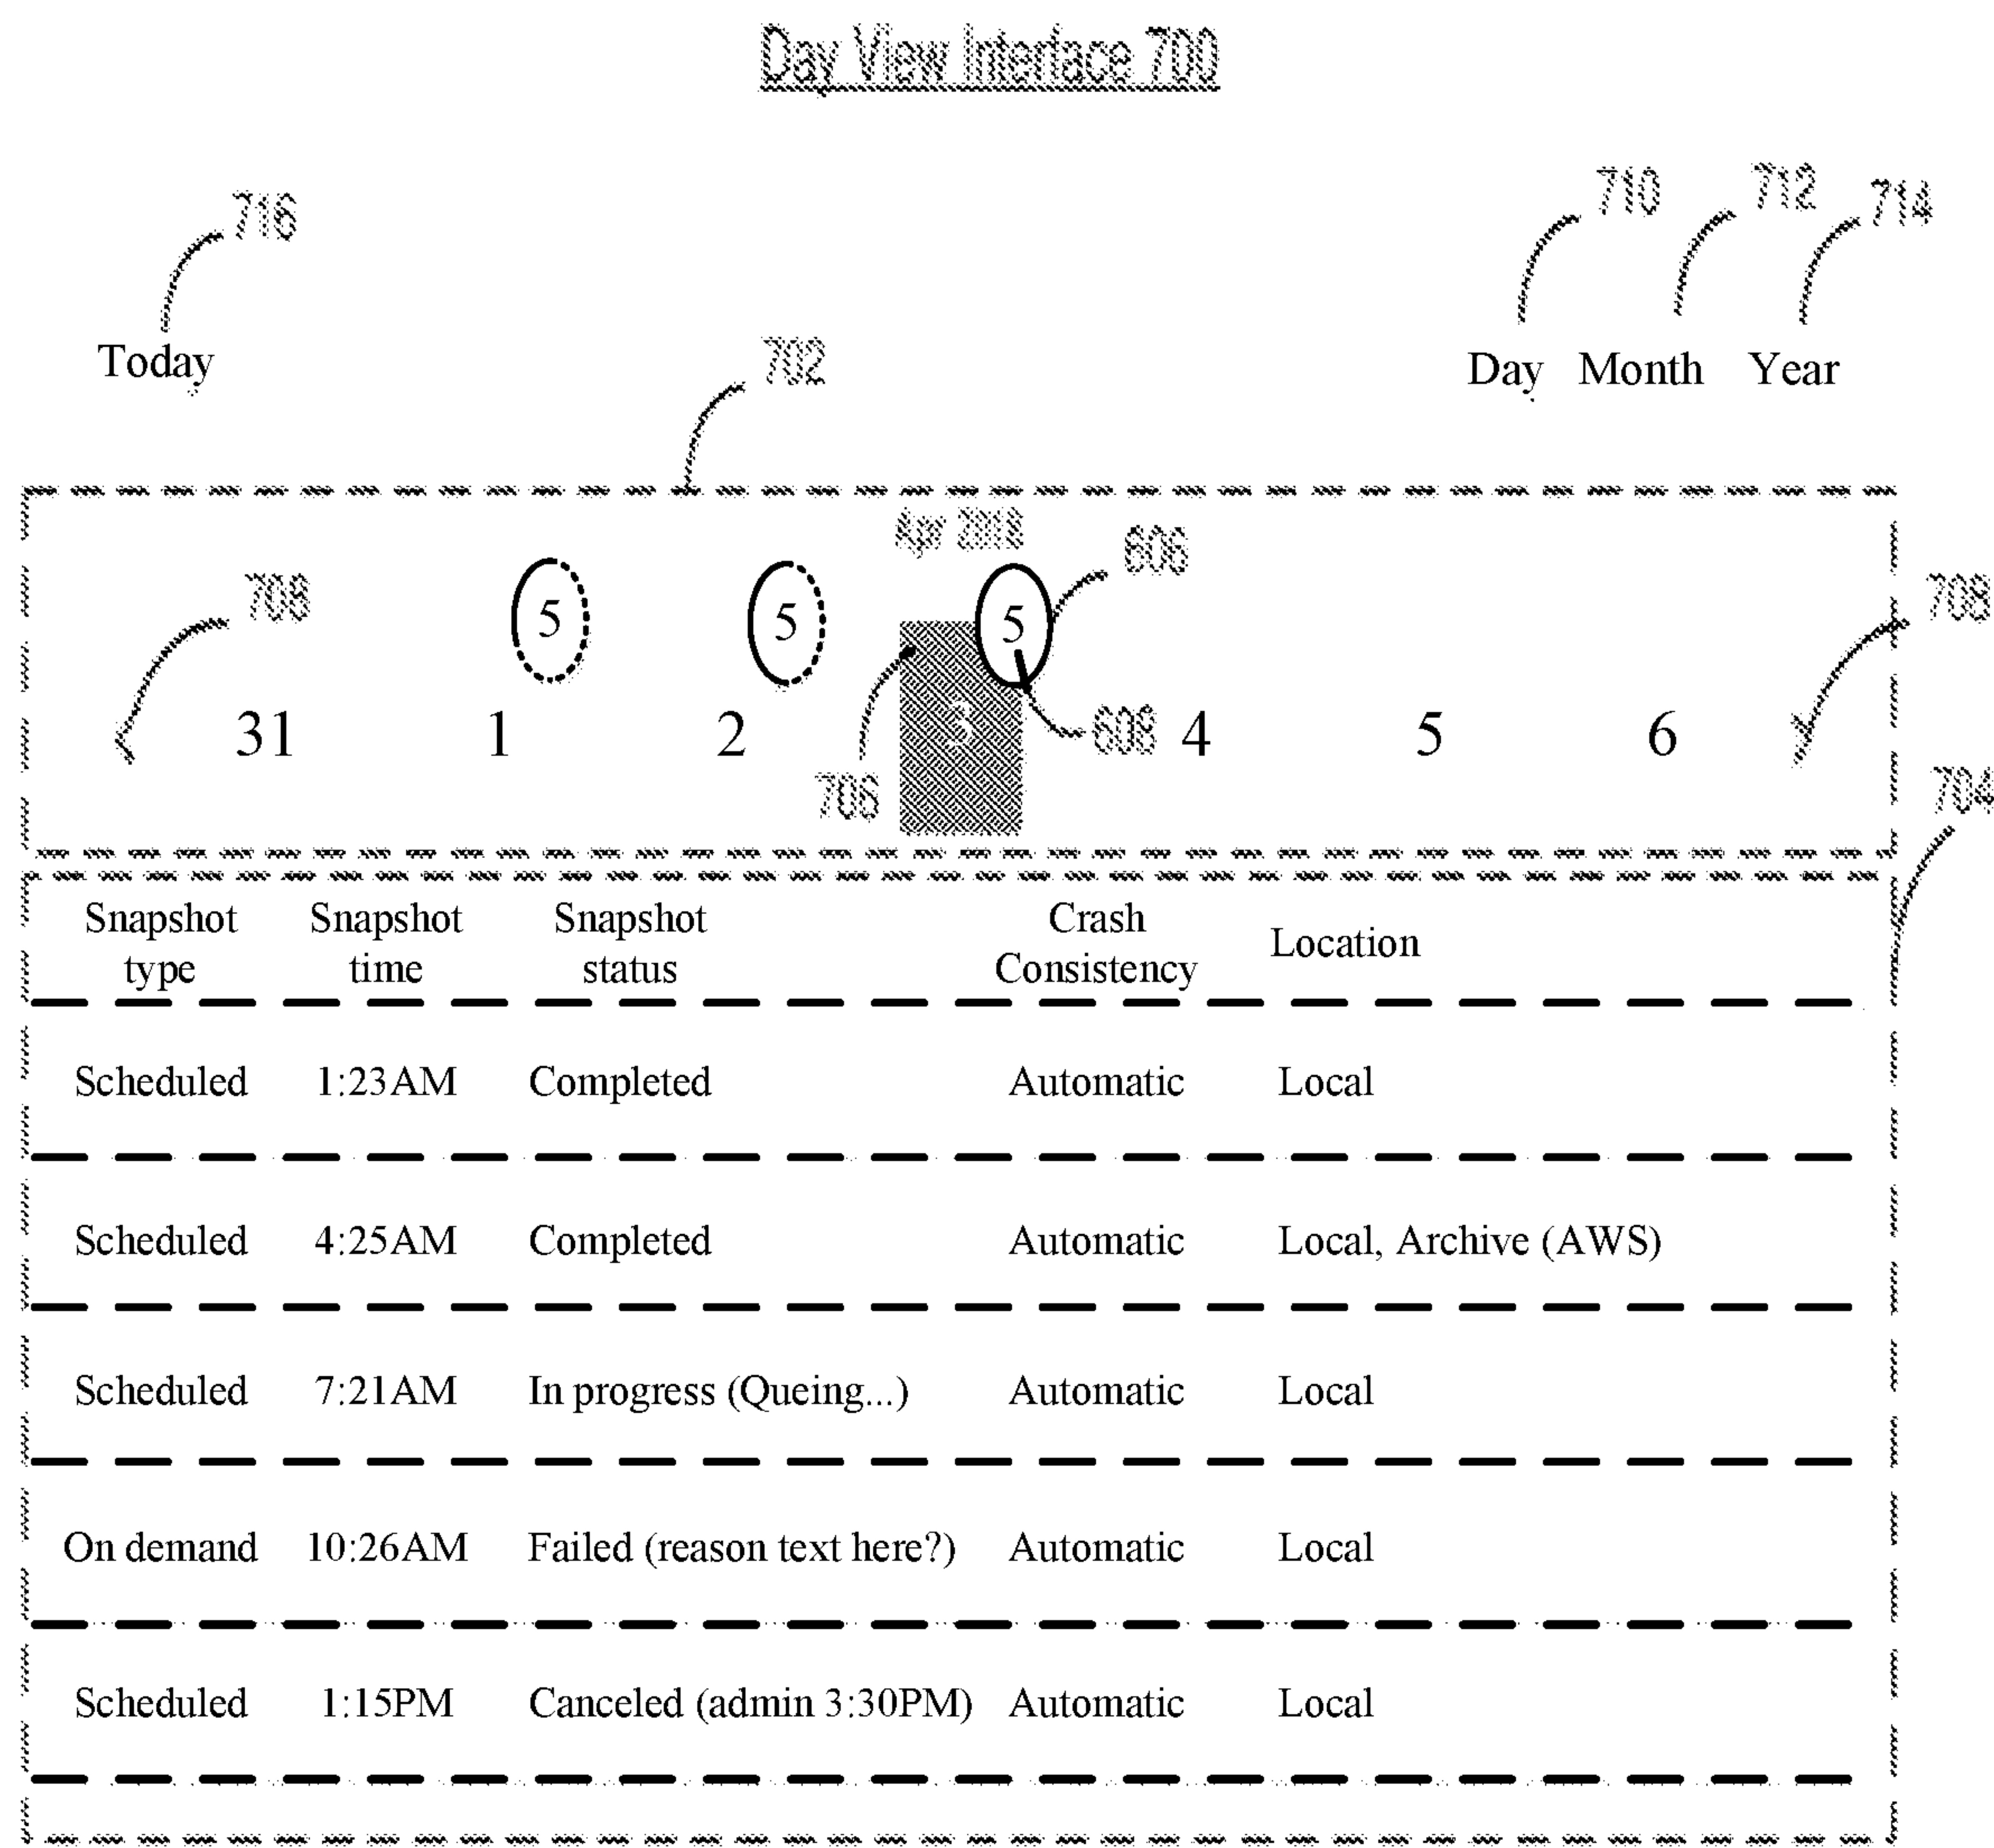 Day View Interface 700
716
710
712
714
Today
702
Day Month Year
Apr 2018
606
708
5
5
5
708
31 1 2 3 608 4 5 6
706
704
Snapshot type Snapshot time Snapshot status Crash Consistency Location
Scheduled 1:23AM Completed Automatic Local
Scheduled 4:25AM Completed Automatic Local, Archive (AWS)
Scheduled 7:21AM In progress (Queing...) Automatic Local
On demand 10:26AM Failed (reason text here?) Automatic Local
Scheduled 1:15PM Canceled (admin 3:30PM) Automatic Local